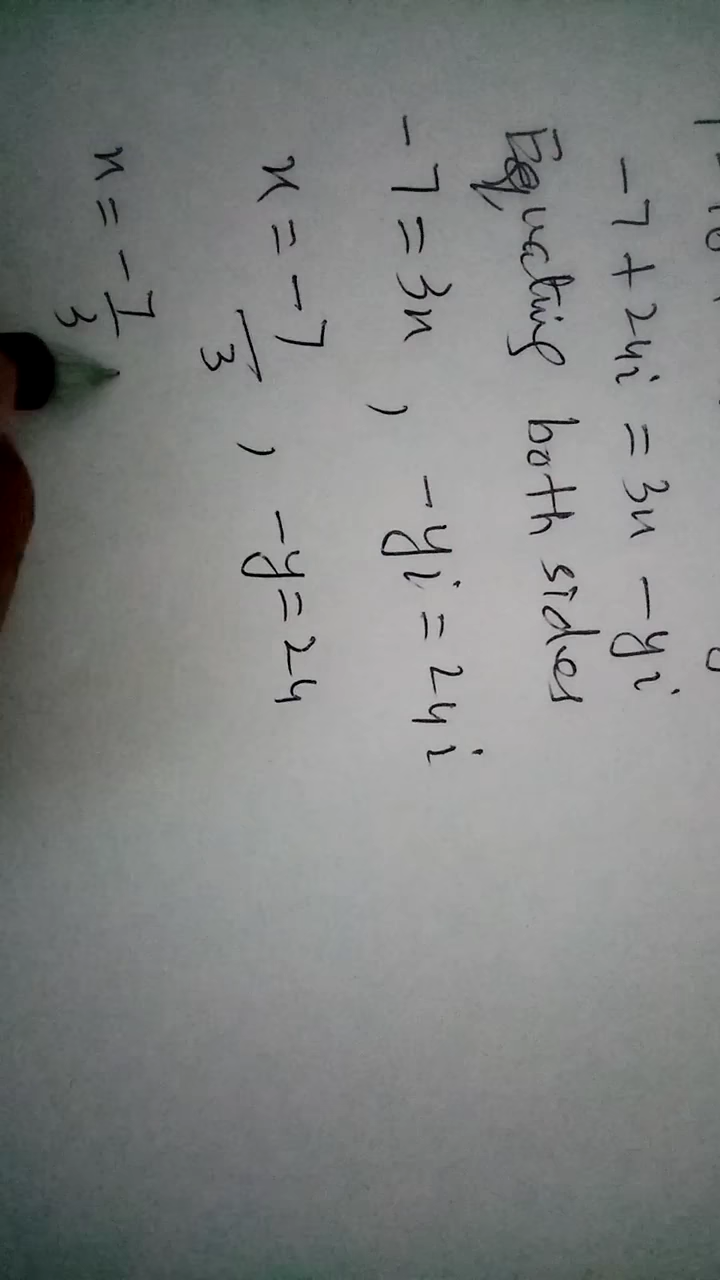 -7 + 24i = 3x - yi
Equating both sides
-7 = 3x , -yi = 24i
x = -7/3 , -y = 24
x = -7/3 ,